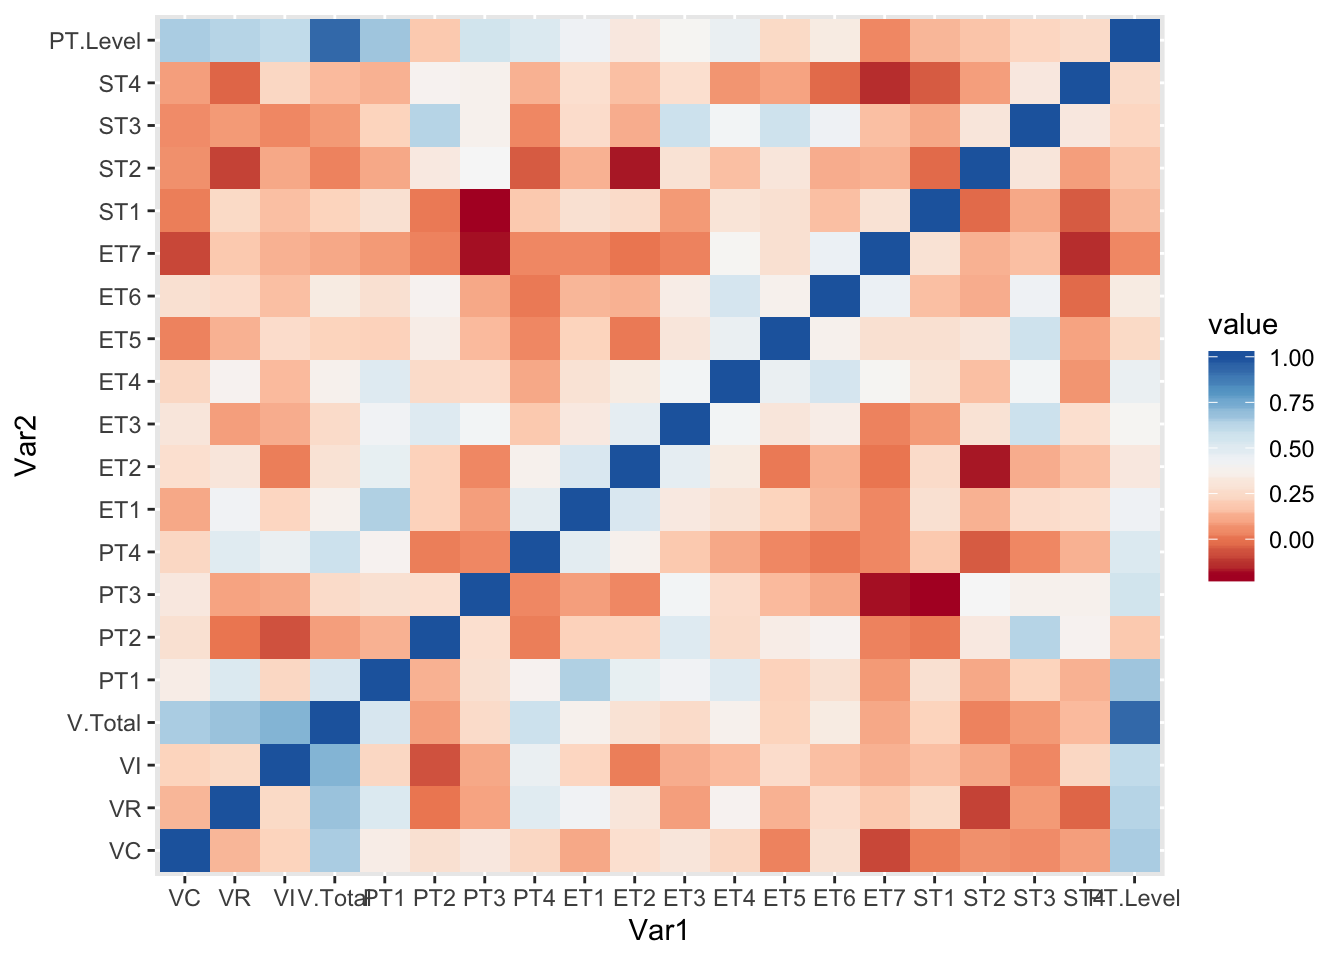 PT.Level
ST4
ST3
ST2
ST1
ET7
ET6
ET5
ET4
ET3
ET2
ET1
PT4
PT3
PT2
PT1
V.Total
VI
VR
VC
Var2
VC VR VI V.Total PT1 PT2 PT3 PT4 ET1 ET2 ET3 ET4 ET5 ET6 ET7 ST1 ST2 ST3 ST4 PT.Level
Var1
value
1.00
0.75
0.50
0.25
0.00